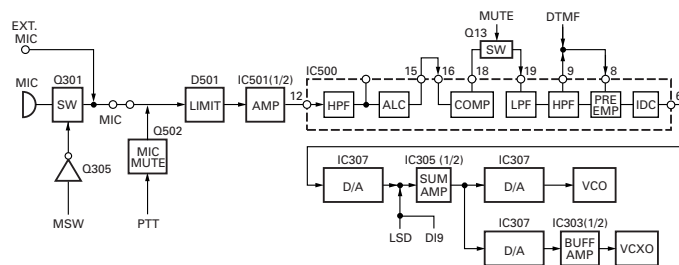 EXT.
MIC
MIC
Q301
SW
MIC
Q305
MSW
Q502
MIC
MUTE
PTT
D501
LIMIT
IC501(1/2)
AMP
12
IC500
HPF
ALC
15
16
COMP
18
MUTE
Q13
SW
19
LPF
DTMF
9
HPF
8
PRE
EMP
IDC
6
IC307
D/A
LSD
DI9
IC305 (1/2)
SUM
AMP
IC307
D/A
VCO
IC307
D/A
IC303(1/2)
BUFF
AMP
VCXO